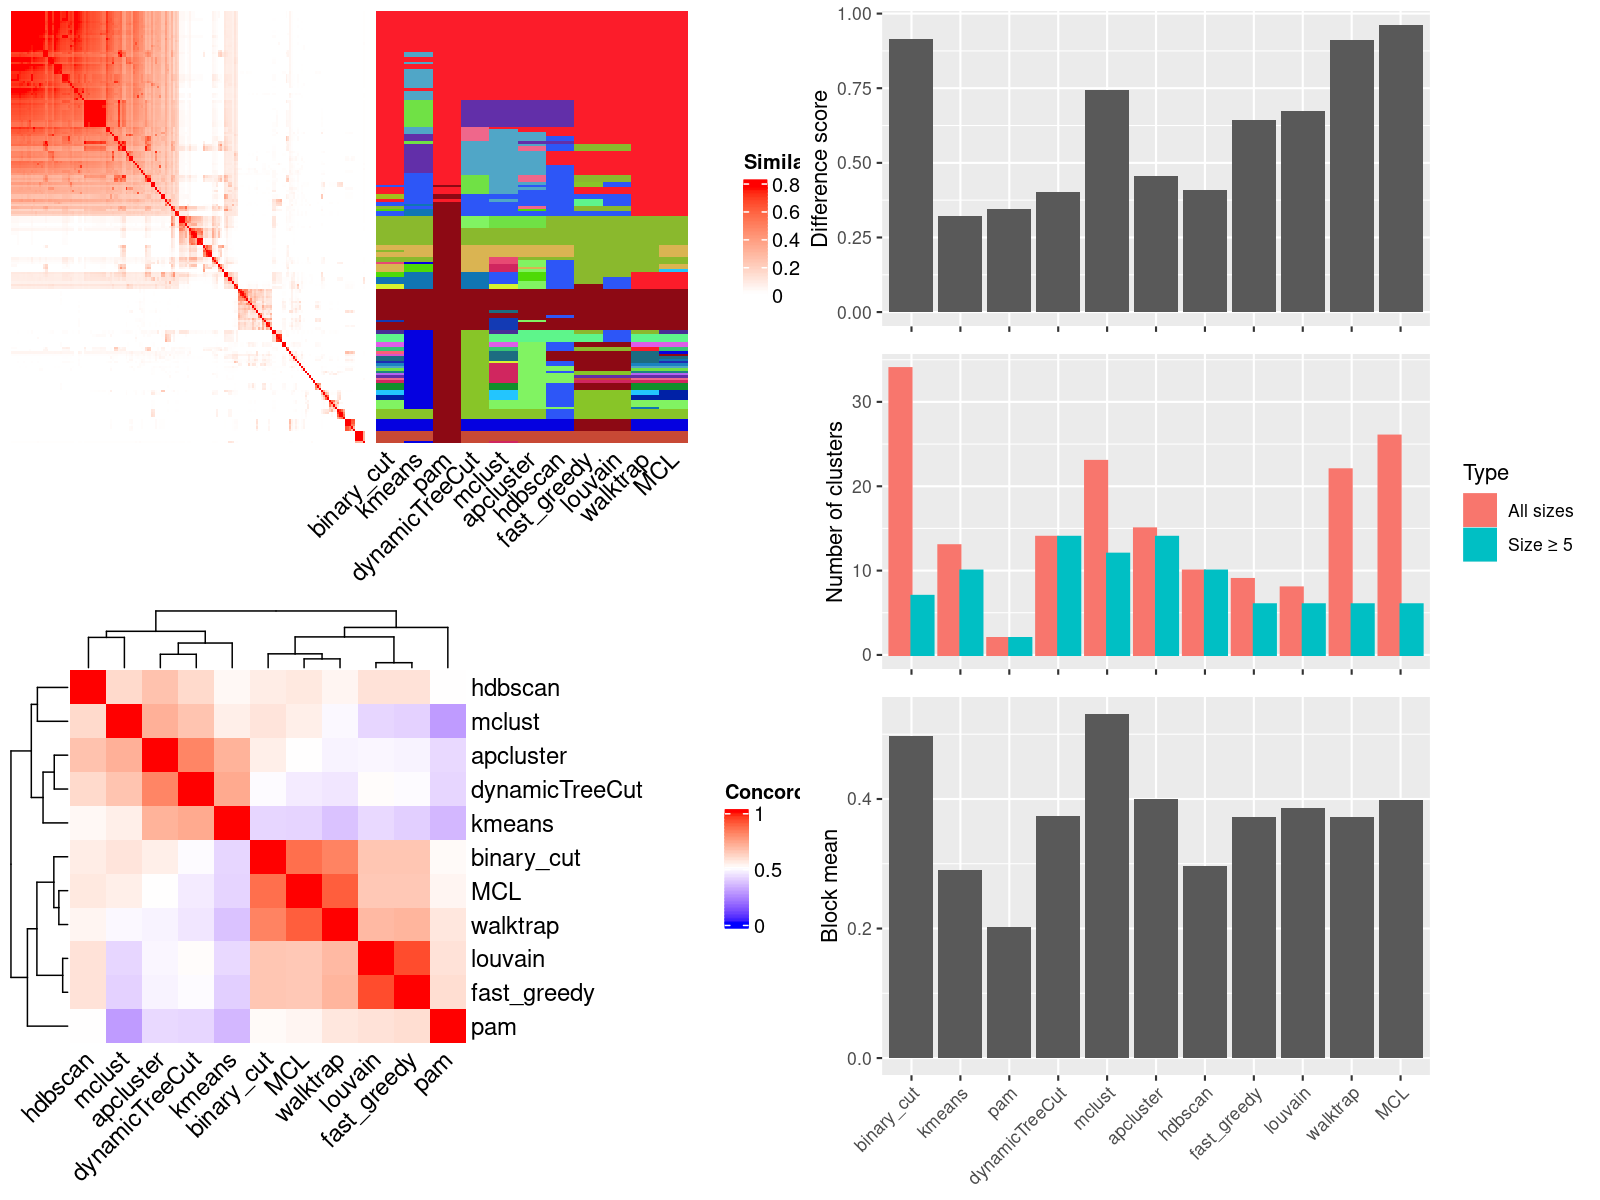 Simila
0.8
0.6
0.4
0.2
0
binary_cut
kmeans
pam
dynamicTreeCut
mclust
apcluster
hdbscan
fast_greedy
louvain
walktrap
MCL
hdbscan
mclust
apcluster
dynamicTreeCut
kmeans
binary_cut
MCL
walktrap
louvain
fast_greedy
pam
hdbscan
mclust
apcluster
dynamicTreeCut
kmeans
binary_cut
MCL
walktrap
louvain
fast_greedy
pam
Concord
1
0.5
0
Difference score
1.00
0.75
0.50
0.25
0.00
Number of clusters
30
20
10
0
Type
All sizes
Size ≥ 5
Block mean
0.4
0.2
0.0
binary_cut
kmeans
pam
dynamicTreeCut
mclust
apcluster
hdbscan
fast_greedy
louvain
walktrap
MCL